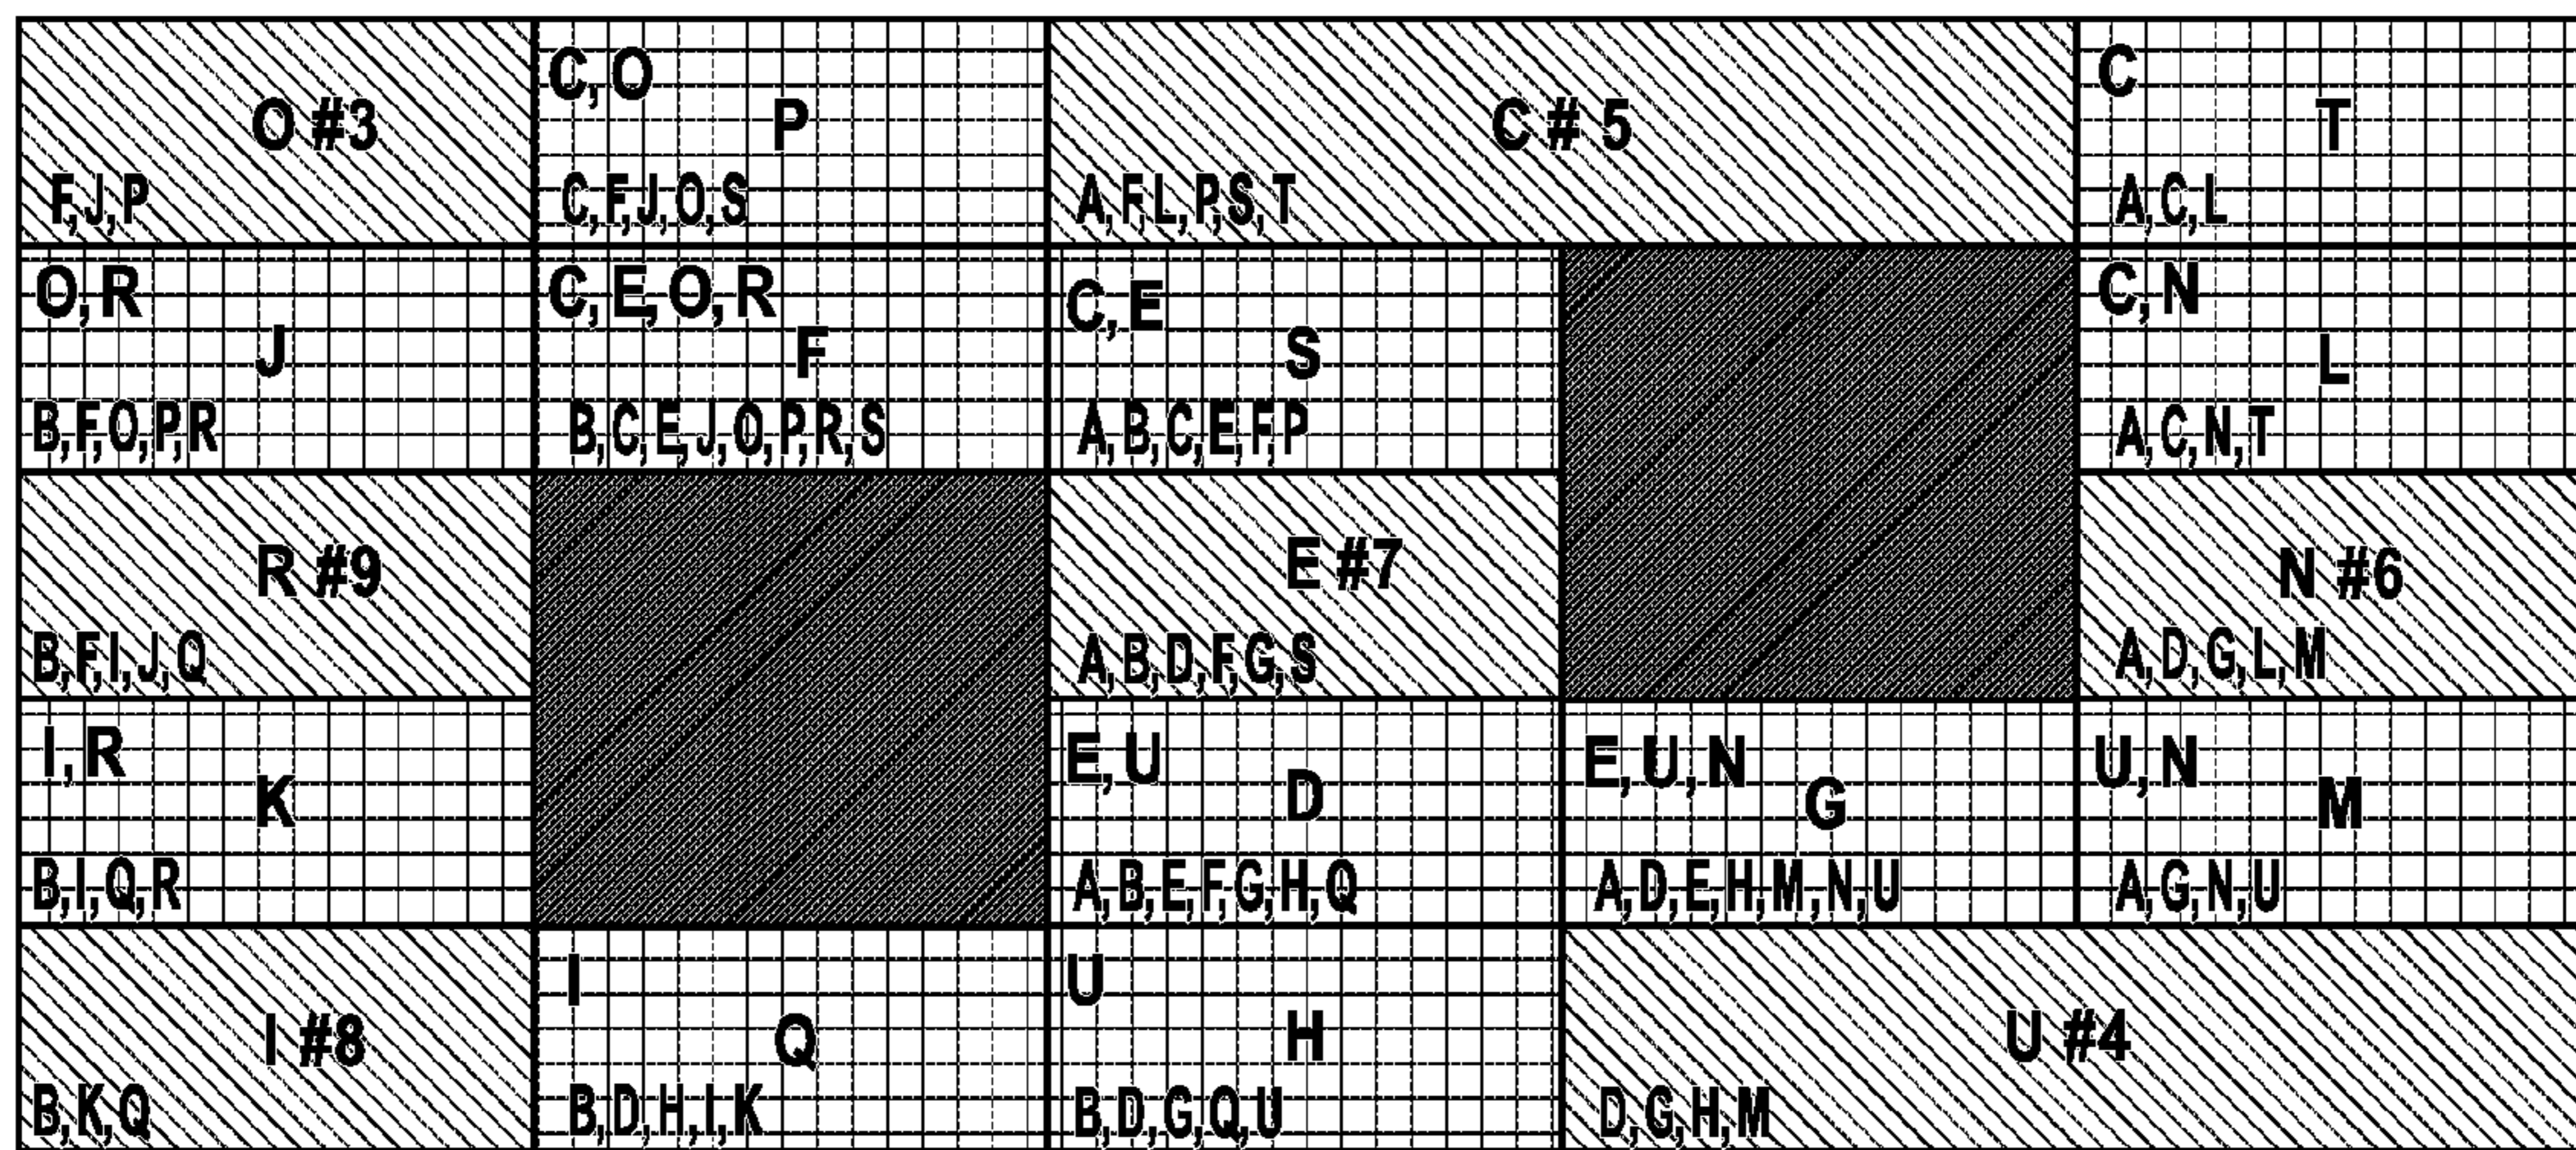 O #3
F,J,P
C,O
P
C,F,J,O,S
C # 5
A,F,L,P,S,T
C
T
A,C,L
O,R
J
B,F,O,P,R
C,E,O,R
F
B,C,E,J,O,P,R,S
C,E
S
A,B,C,E,F,P
C,N
L
A,C,N,T
R #9
B,F,I,J,Q
E #7
A,B,D,F,G,S
N #6
A,D,G,L,M
I,R
K
B,I,Q,R
E,U
D
A,B,E,F,G,H,Q
E,U,N
G
A,D,E,H,M,N,U
U,N
M
A,G,N,U
I #8
B,K,Q
I
Q
B,D,H,I,K
U
H
B,D,G,Q,U
U #4
D,G,H,M